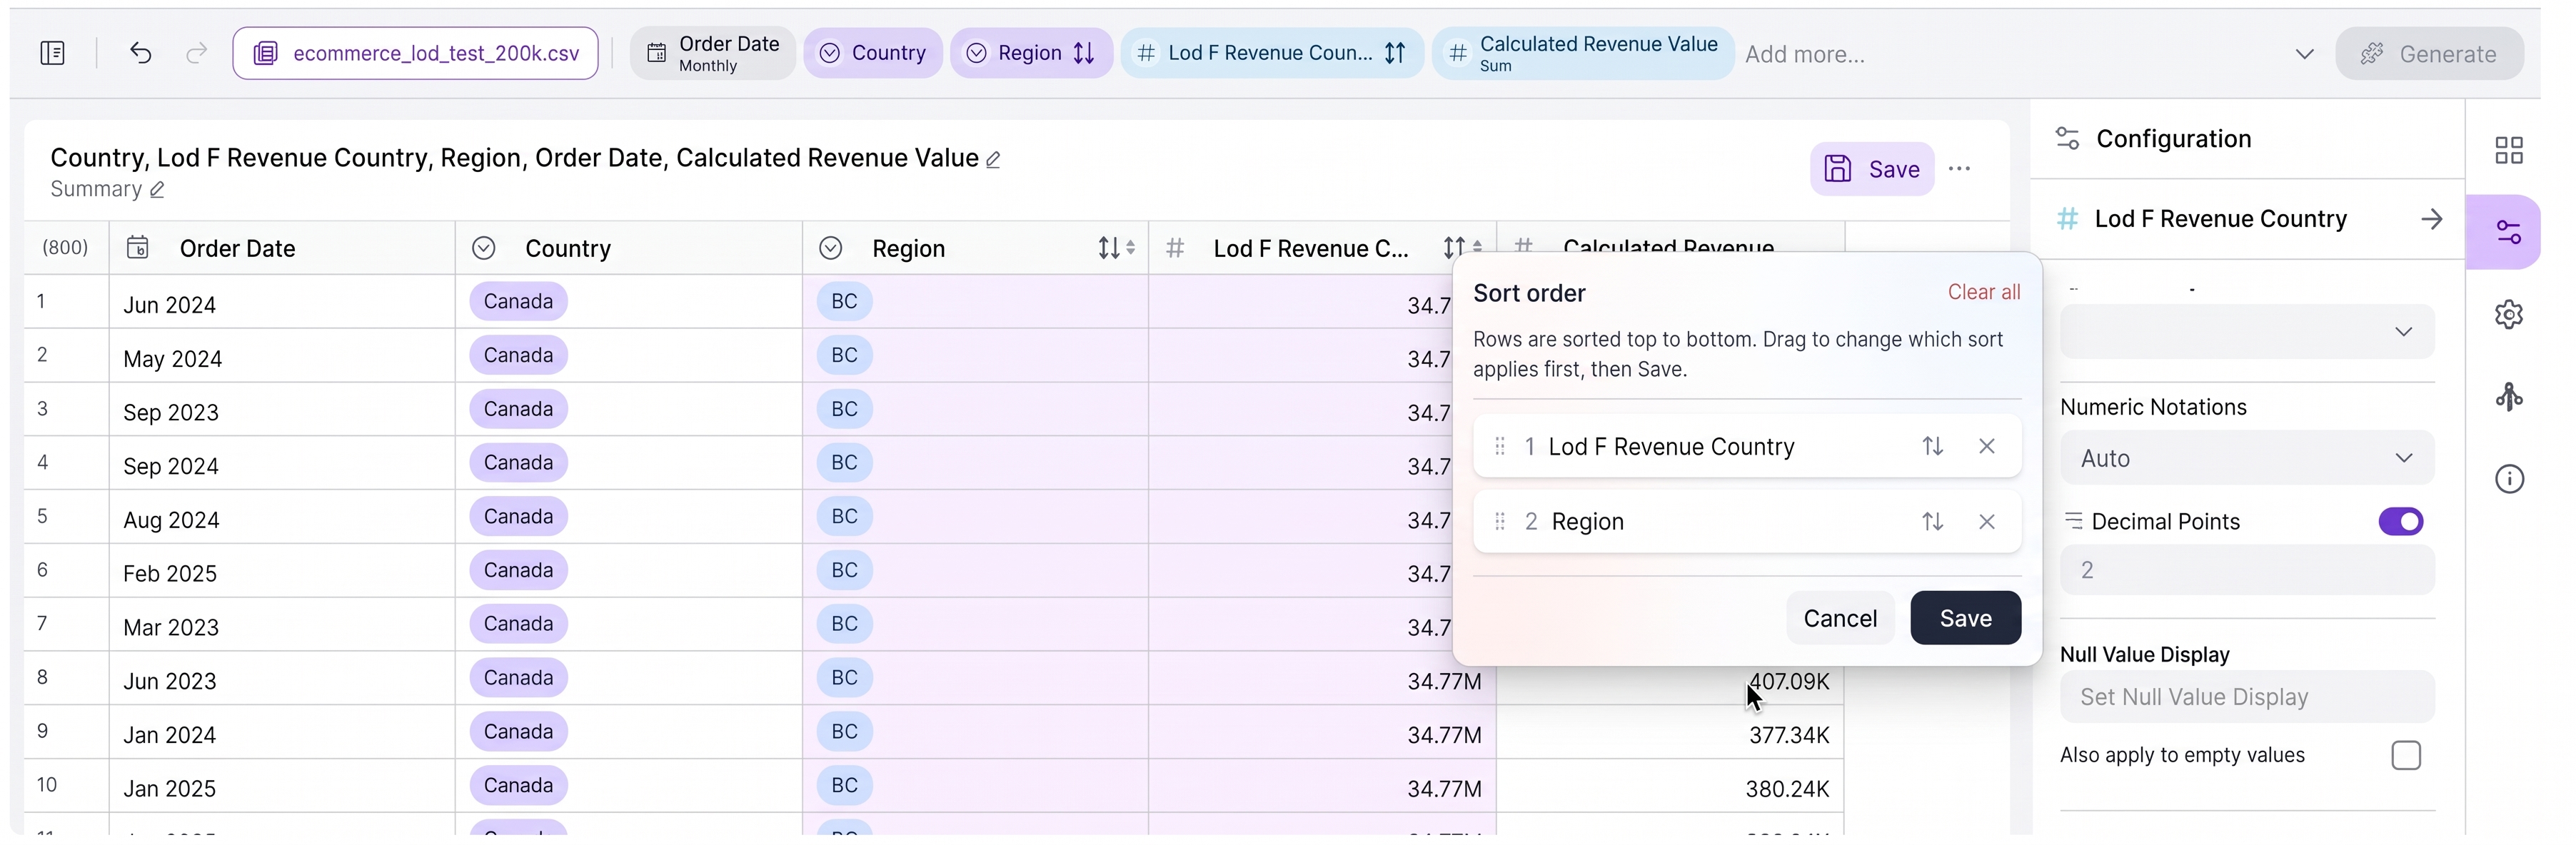 ecommerce_lod_test_200k.csv
Order Date
Monthly
Country
Region
Lod F Revenue Coun...
Calculated Revenue Value
Sum
Add more...
Generate
Country, Lod F Revenue Country, Region, Order Date, Calculated Revenue Value
Summary
Save
Configuration
Lod F Revenue Country
(800) Order Date Country Region Lod F Revenue C... Calculated Revenue
1 Jun 2024 Canada BC 34.7
2 May 2024 Canada BC 34.7
3 Sep 2023 Canada BC 34.7
4 Sep 2024 Canada BC 34.7
5 Aug 2024 Canada BC 34.7
6 Feb 2025 Canada BC 34.7
7 Mar 2023 Canada BC 34.7
8 Jun 2023 Canada BC 34.77M 407.09K
9 Jan 2024 Canada BC 34.77M 377.34K
10 Jan 2025 Canada BC 34.77M 380.24K
Sort order
Clear all
Rows are sorted top to bottom. Drag to change which sort
applies first, then Save.
1 Lod F Revenue Country
2 Region
Cancel
Save
Numeric Notations
Auto
Decimal Points
2
Null Value Display
Set Null Value Display
Also apply to empty values